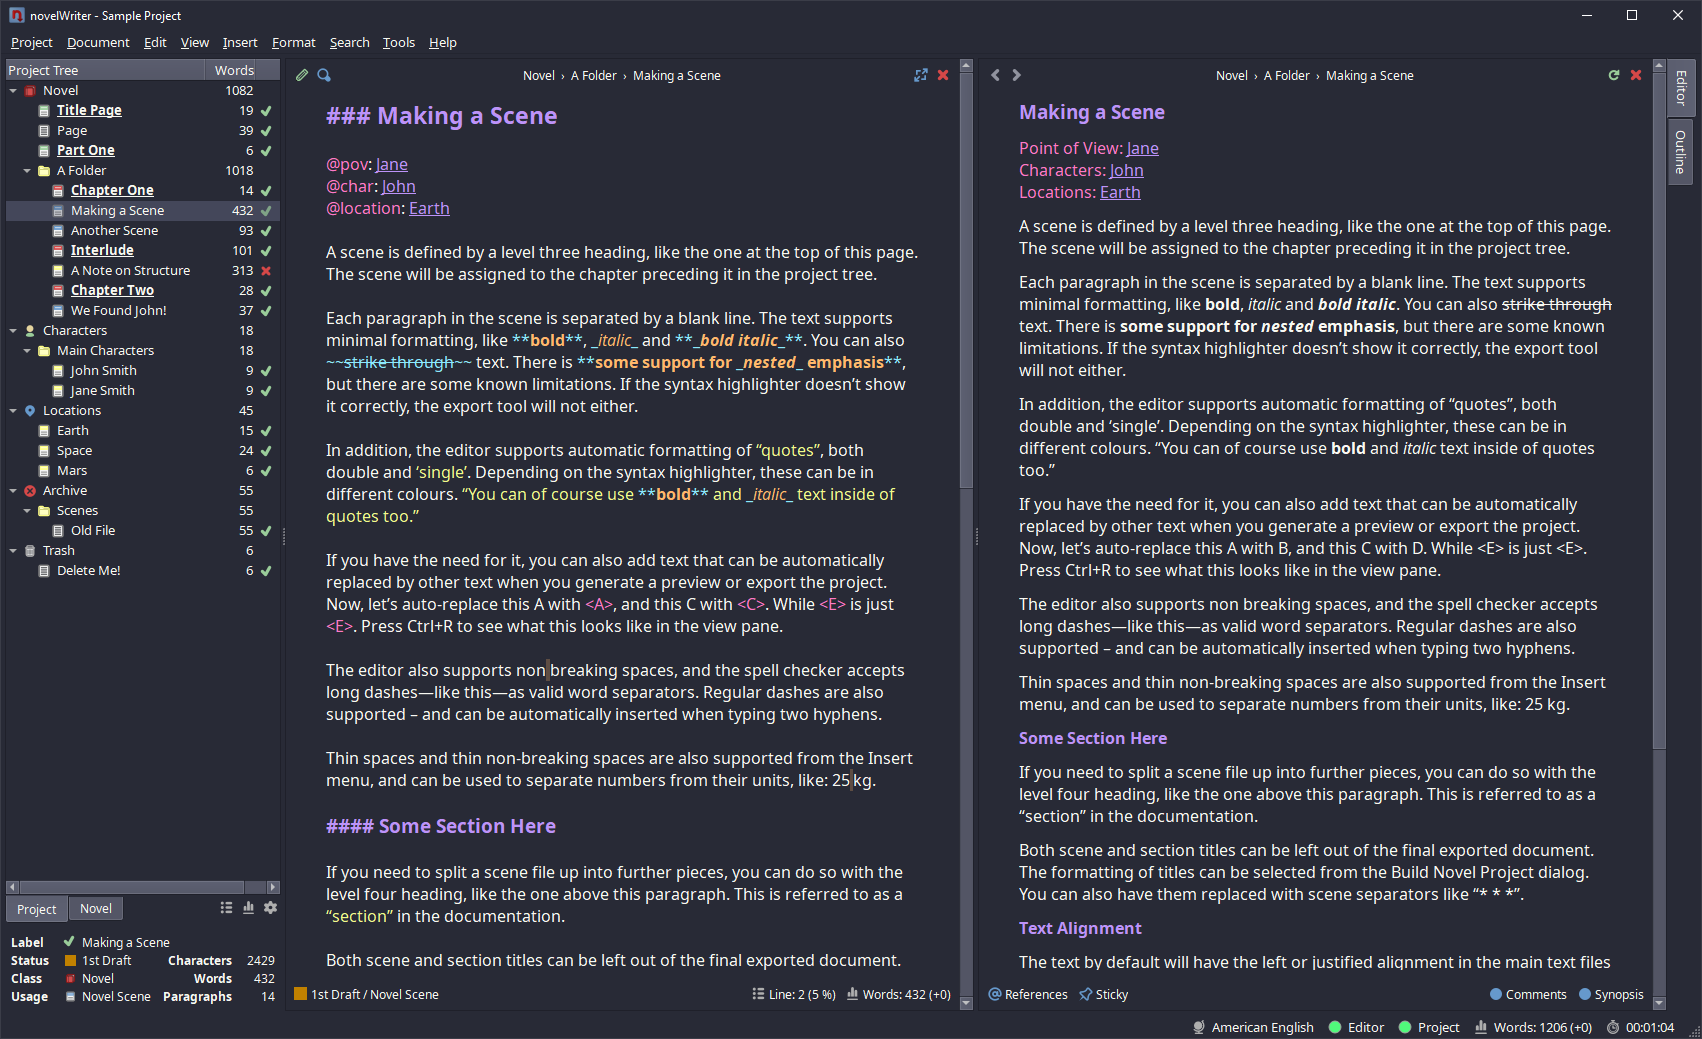 novelWriter - Sample Project
Project Document Edit View Insert Format Search Tools Help
Project Tree Words
Novel 1082
Title Page 19
Page 39
Part One 6
A Folder 1018
Chapter One 14
Making a Scene 432
Another Scene 93
Interlude 101
A Note on Structure 313
Chapter Two 28
We Found John! 37
Characters 18
Main Characters 18
John Smith 9
Jane Smith 9
Locations 45
Earth 15
Space 24
Mars 6
Archive 55
Scenes 55
Old File 55
Trash 6
Delete Me! 6
Project Novel
Label Making a Scene
Status 1st Draft Characters 2429
Class Novel Words 432
Usage Novel Scene Paragraphs 14
Novel › A Folder › Making a Scene
### Making a Scene
@pov: Jane
@char: John
@location: Earth
A scene is defined by a level three heading, like the one at the top of this page.
The scene will be assigned to the chapter preceding it in the project tree.
Each paragraph in the scene is separated by a blank line. The text supports
minimal formatting, like **bold**, _italic_ and **_bold italic_**. You can also
~~strike through~~ text. There is **some support for _nested_ emphasis**,
but there are some known limitations. If the syntax highlighter doesn’t show
it correctly, the export tool will not either.
In addition, the editor supports automatic formatting of “quotes”, both
double and ‘single’. Depending on the syntax highlighter, these can be in
different colours. “You can of course use **bold** and _italic_ text inside of
quotes too.”
If you have the need for it, you can also add text that can be automatically
replaced by other text when you generate a preview or export the project.
Now, let’s auto-replace this A with <A>, and this C with <C>. While <E> is just
<E>. Press Ctrl+R to see what this looks like in the view pane.
The editor also supports non breaking spaces, and the spell checker accepts
long dashes—like this—as valid word separators. Regular dashes are also
supported – and can be automatically inserted when typing two hyphens.
Thin spaces and thin non-breaking spaces are also supported from the Insert
menu, and can be used to separate numbers from their units, like: 25 kg.
#### Some Section Here
If you need to split a scene file up into further pieces, you can do so with the
level four heading, like the one above this paragraph. This is referred to as a
“section” in the documentation.
Both scene and section titles can be left out of the final exported document.
1st Draft / Novel Scene Line: 2 (5 %) Words: 432 (+0)
Novel › A Folder › Making a Scene
Making a Scene
Point of View: Jane
Characters: John
Locations: Earth
A scene is defined by a level three heading, like the one at the top of this page.
The scene will be assigned to the chapter preceding it in the project tree.
Each paragraph in the scene is separated by a blank line. The text supports
minimal formatting, like bold, italic and bold italic. You can also strike through
text. There is some support for nested emphasis, but there are some known
limitations. If the syntax highlighter doesn’t show it correctly, the export tool
will not either.
In addition, the editor supports automatic formatting of “quotes”, both
double and ‘single’. Depending on the syntax highlighter, these can be in
different colours. “You can of course use bold and italic text inside of quotes
too.”
If you have the need for it, you can also add text that can be automatically
replaced by other text when you generate a preview or export the project.
Now, let’s auto-replace this A with B, and this C with D. While <E> is just <E>.
Press Ctrl+R to see what this looks like in the view pane.
The editor also supports non breaking spaces, and the spell checker accepts
long dashes—like this—as valid word separators. Regular dashes are also
supported – and can be automatically inserted when typing two hyphens.
Thin spaces and thin non-breaking spaces are also supported from the Insert
menu, and can be used to separate numbers from their units, like: 25 kg.
Some Section Here
If you need to split a scene file up into further pieces, you can do so with the
level four heading, like the one above this paragraph. This is referred to as a
“section” in the documentation.
Both scene and section titles can be left out of the final exported document.
The formatting of titles can be selected from the Build Novel Project dialog.
You can also have them replaced with scene separators like “* * *”.
Text Alignment
The text by default will have the left or justified alignment in the main text files
References Sticky Comments Synopsis
Editor
Outline
American English Editor Project Words: 1206 (+0) 00:01:04